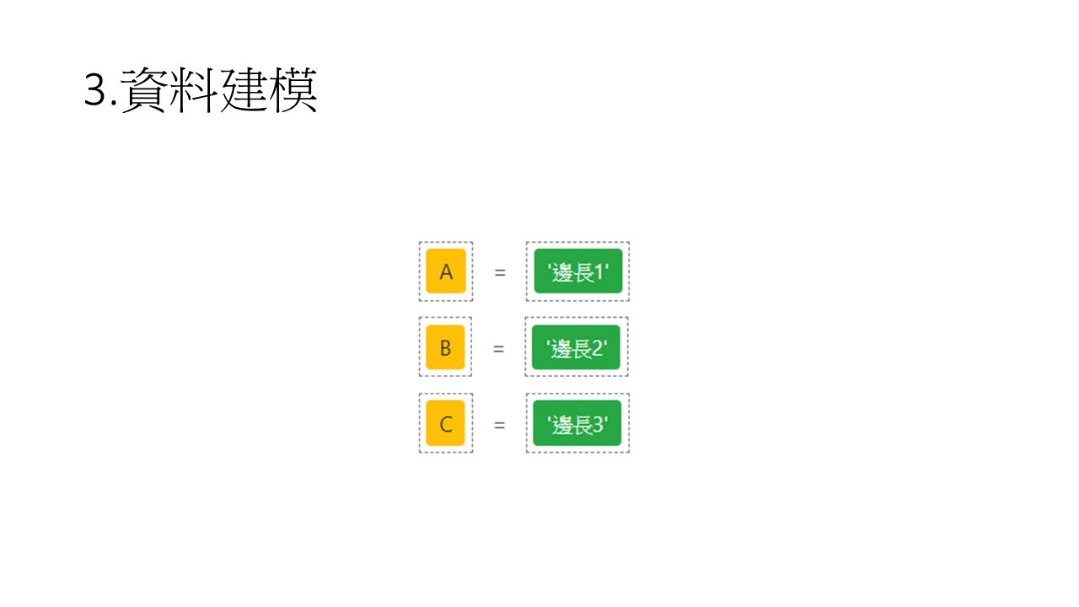 3.資料建模
A = '邊長1'
B = '邊長2'
C = '邊長3'